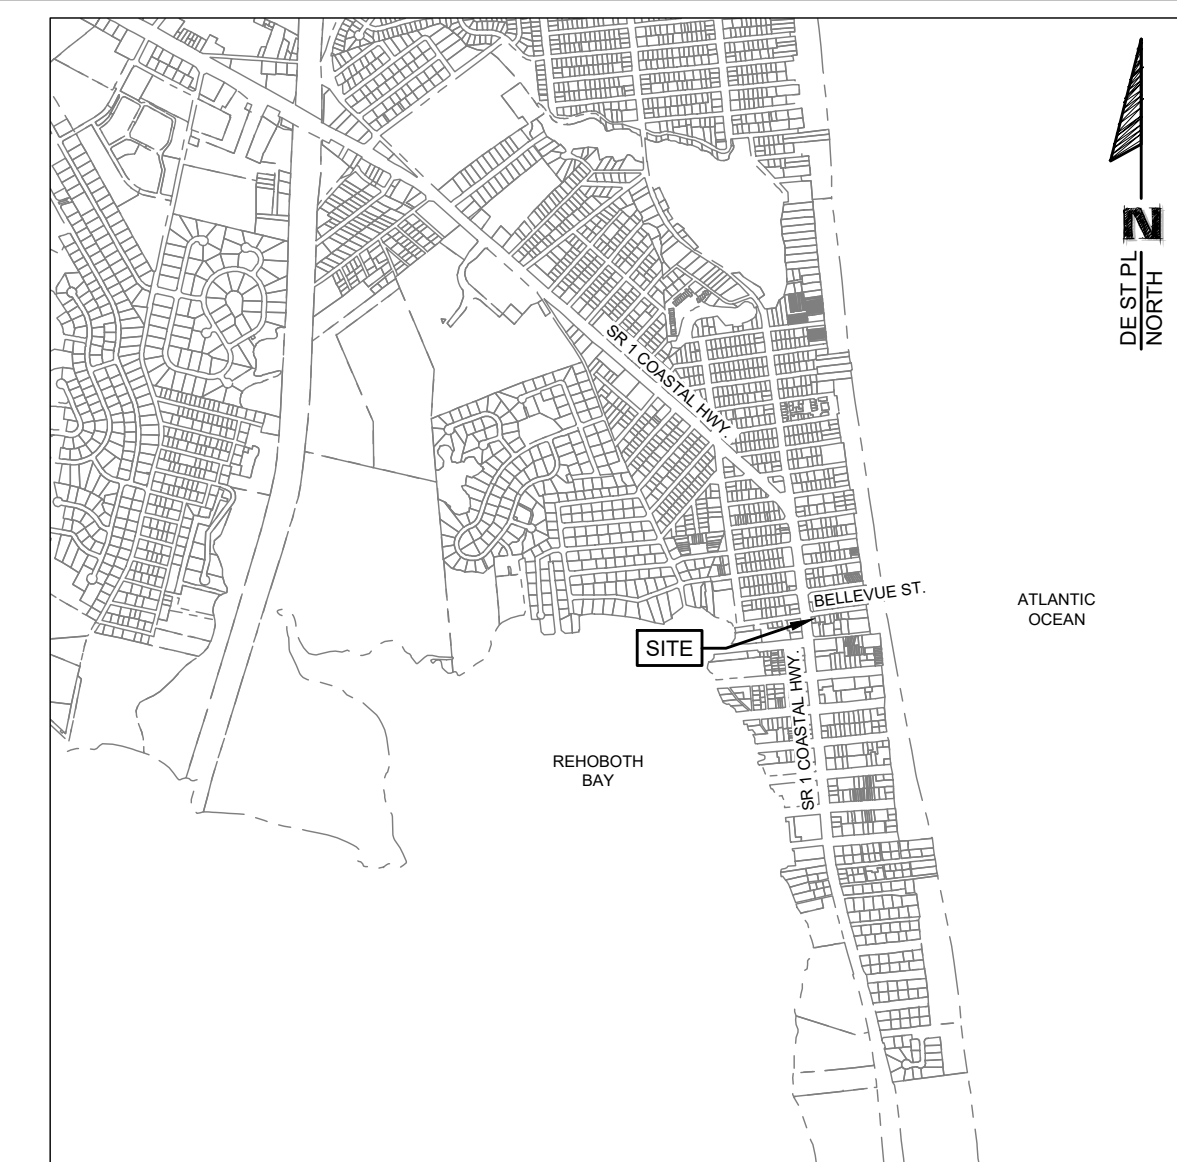 N
DE ST PL
NORTH
SR 1 COASTAL HWY.
BELLEVUE ST.
ATLANTIC
OCEAN
SITE
SR 1 COASTAL HWY.
REHOBOTH
BAY